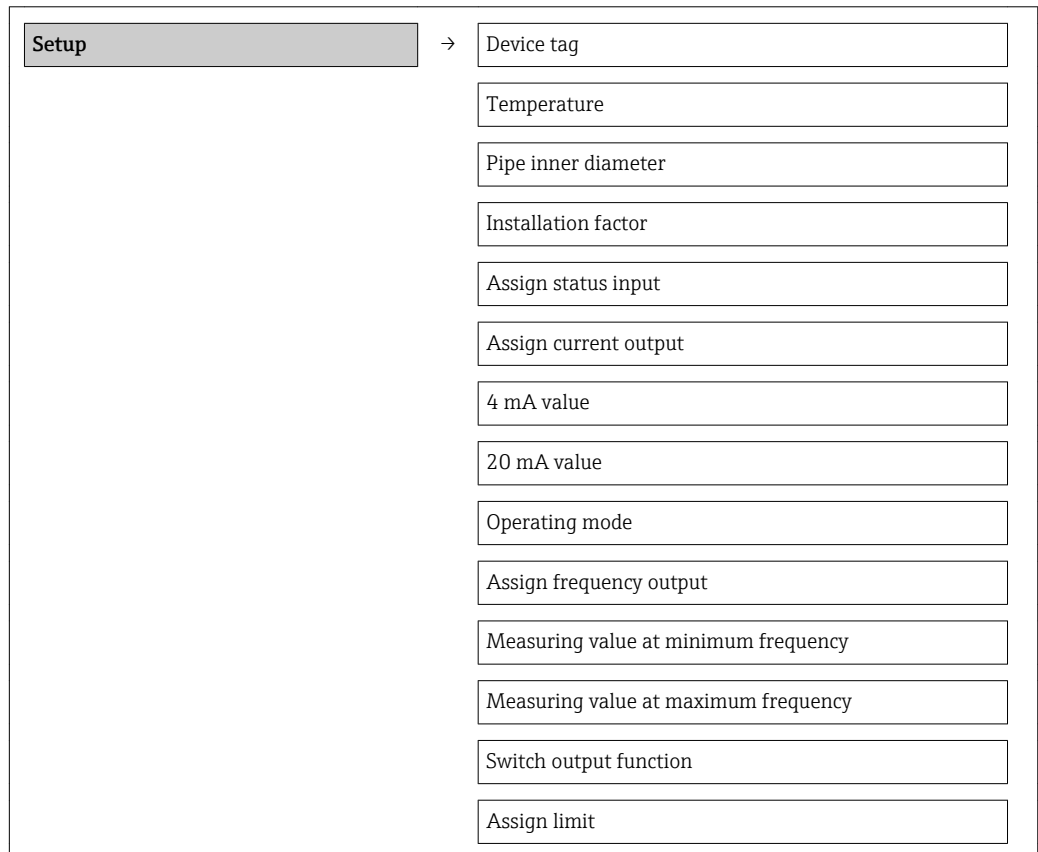 Setup → Device tag
Temperature
Pipe inner diameter
Installation factor
Assign status input
Assign current output
4 mA value
20 mA value
Operating mode
Assign frequency output
Measuring value at minimum frequency
Measuring value at maximum frequency
Switch output function
Assign limit